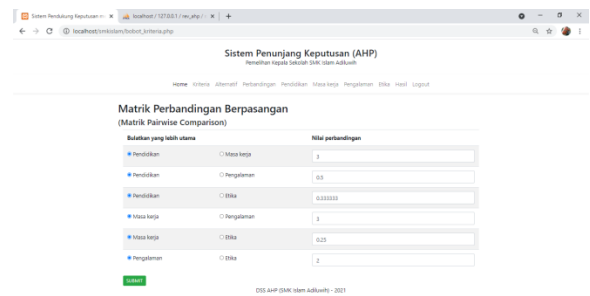 Sistem Pendukung Keputusan m
localhost / 127.0.0.1 /
localhost/smkislam/bobot_kriteria.php
Sistem Penunjang Keputusan (AHP)
Pemelihan Kepala Sekolah SMK Islam Adiluwih
Home Kriteria Alternatif Perbandingan Pendidikan Masa kerja Pengalaman Etika Hasil Logout
Matrik Perbandingan Berpasangan
(Matrik Pairwise Comparison)
Bulatkan yang lebih utama Nilai perbandingan
Pendidikan Masa kerja 3
Pendidikan Pengalaman 0.5
Pendidikan Etika 0.333333
Masa kerja Pengalaman 3
Masa kerja Etika 0.25
Pengalaman Etika 2
SUBMIT
DSS AHP (SMK Islam Adiluwih) - 2021